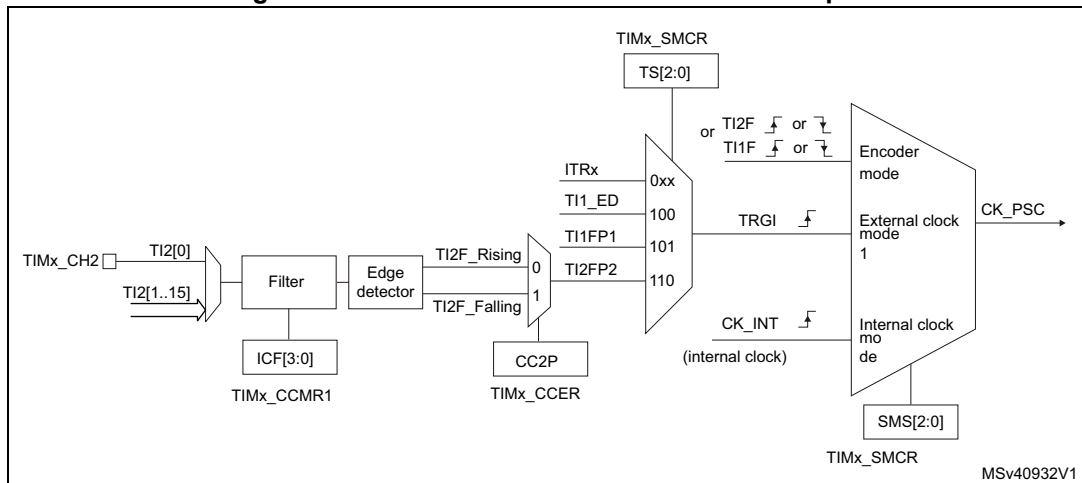 TIMx_SMCR
TS[2:0]
or TI2F or
TI1F or
Encoder
mode
ITRx
0xx
TI1_ED
100
TI1FP1
101
TI2FP2
110
TRGI
External clock
mode
1
CK_PSC
TIMx_CH2
TI2[0]
TI2[1..15]
Filter
Edge
detector
TI2F_Rising
0
1
TI2F_Falling
CK_INT
(internal clock)
Internal clock
mo
de
ICF[3:0]
TIMx_CCMR1
CC2P
TIMx_CCER
SMS[2:0]
TIMx_SMCR
MSv40932V1